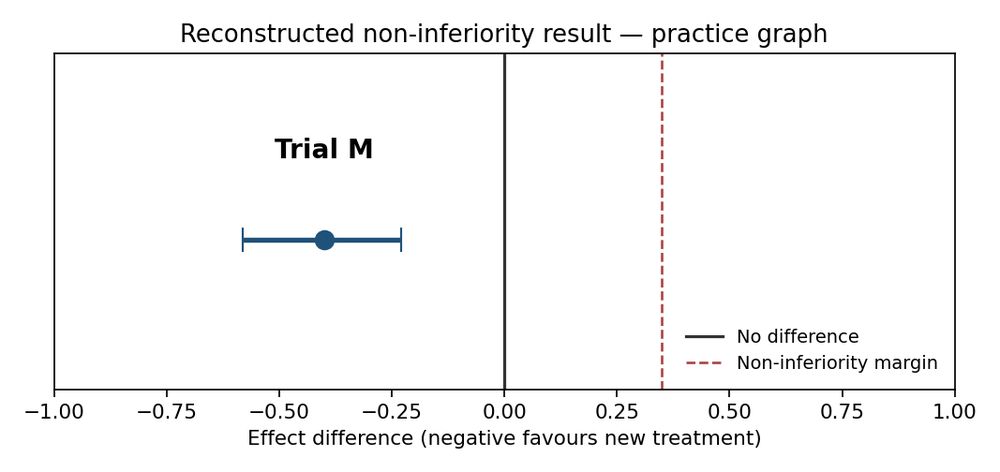 Reconstructed non-inferiority result — practice graph
Trial M
No difference
Non-inferiority margin
−1.00 −0.75 −0.50 −0.25 0.00 0.25 0.50 0.75 1.00
Effect difference (negative favours new treatment)